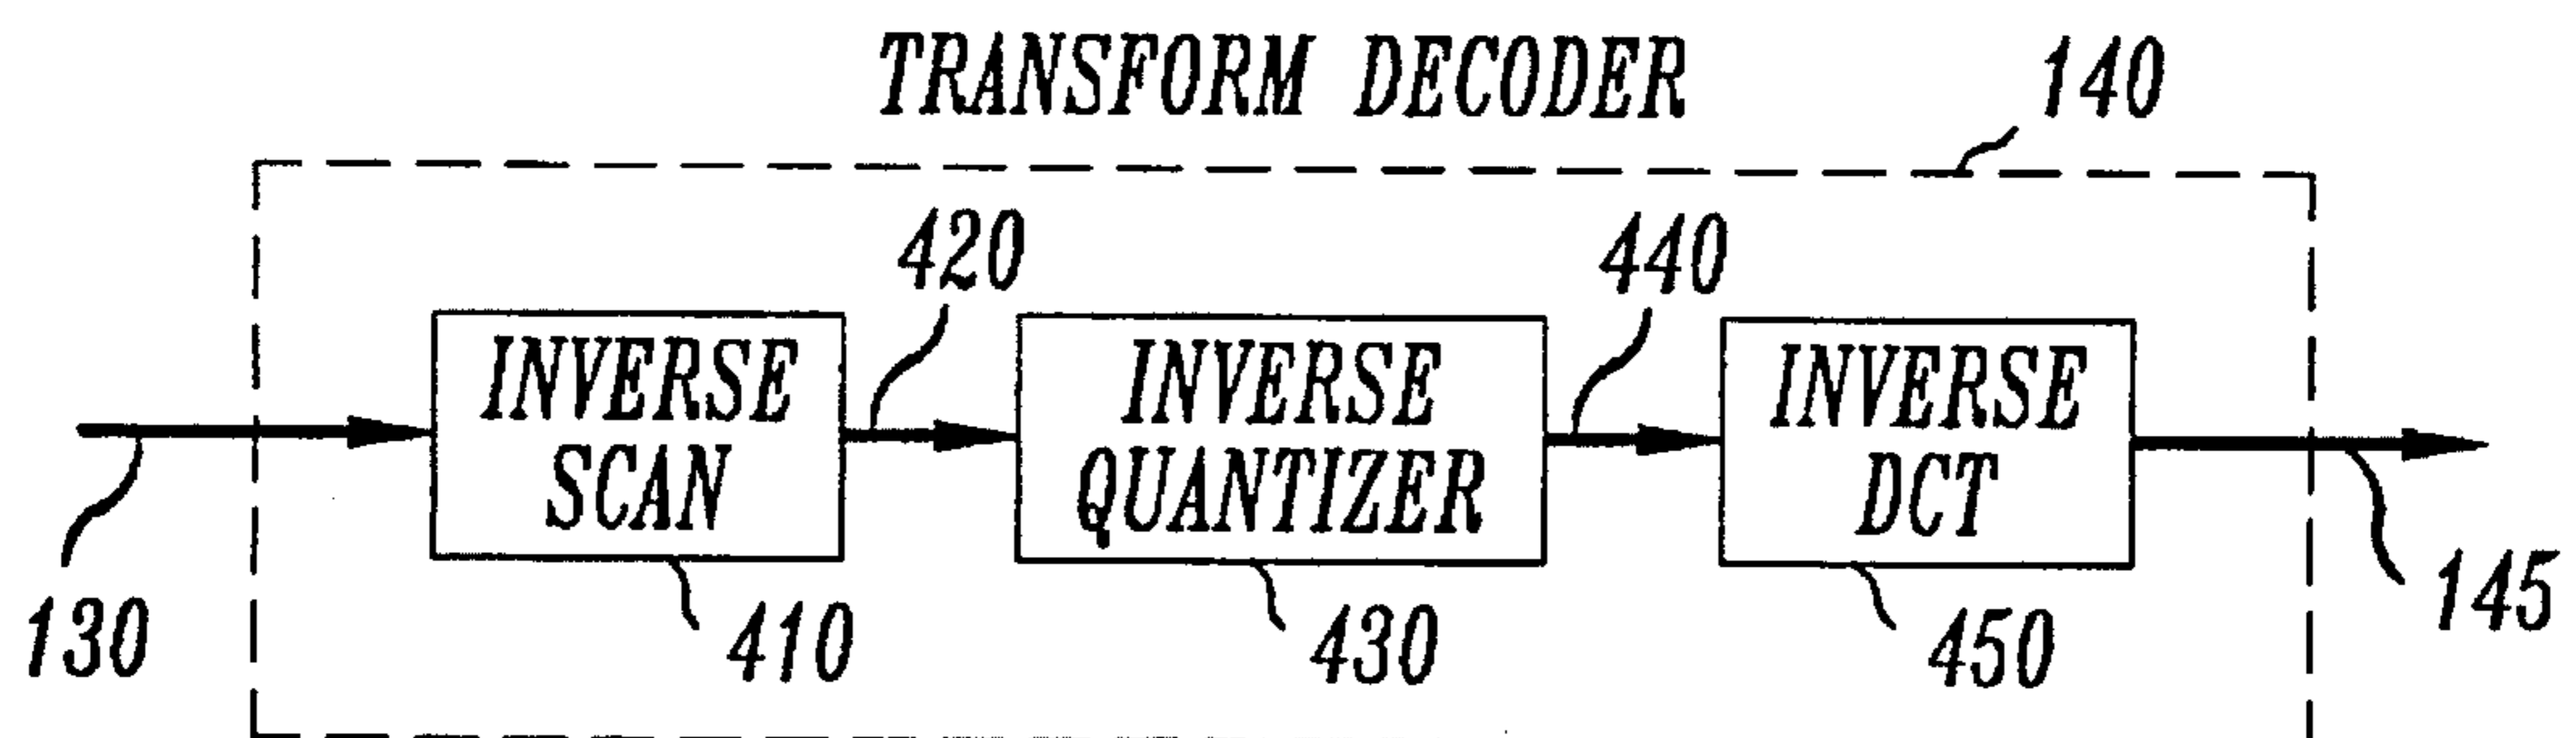 TRANSFORM DECODER
140
420
440
INVERSE
SCAN
INVERSE
QUANTIZER
INVERSE
DCT
130
410
430
450
145